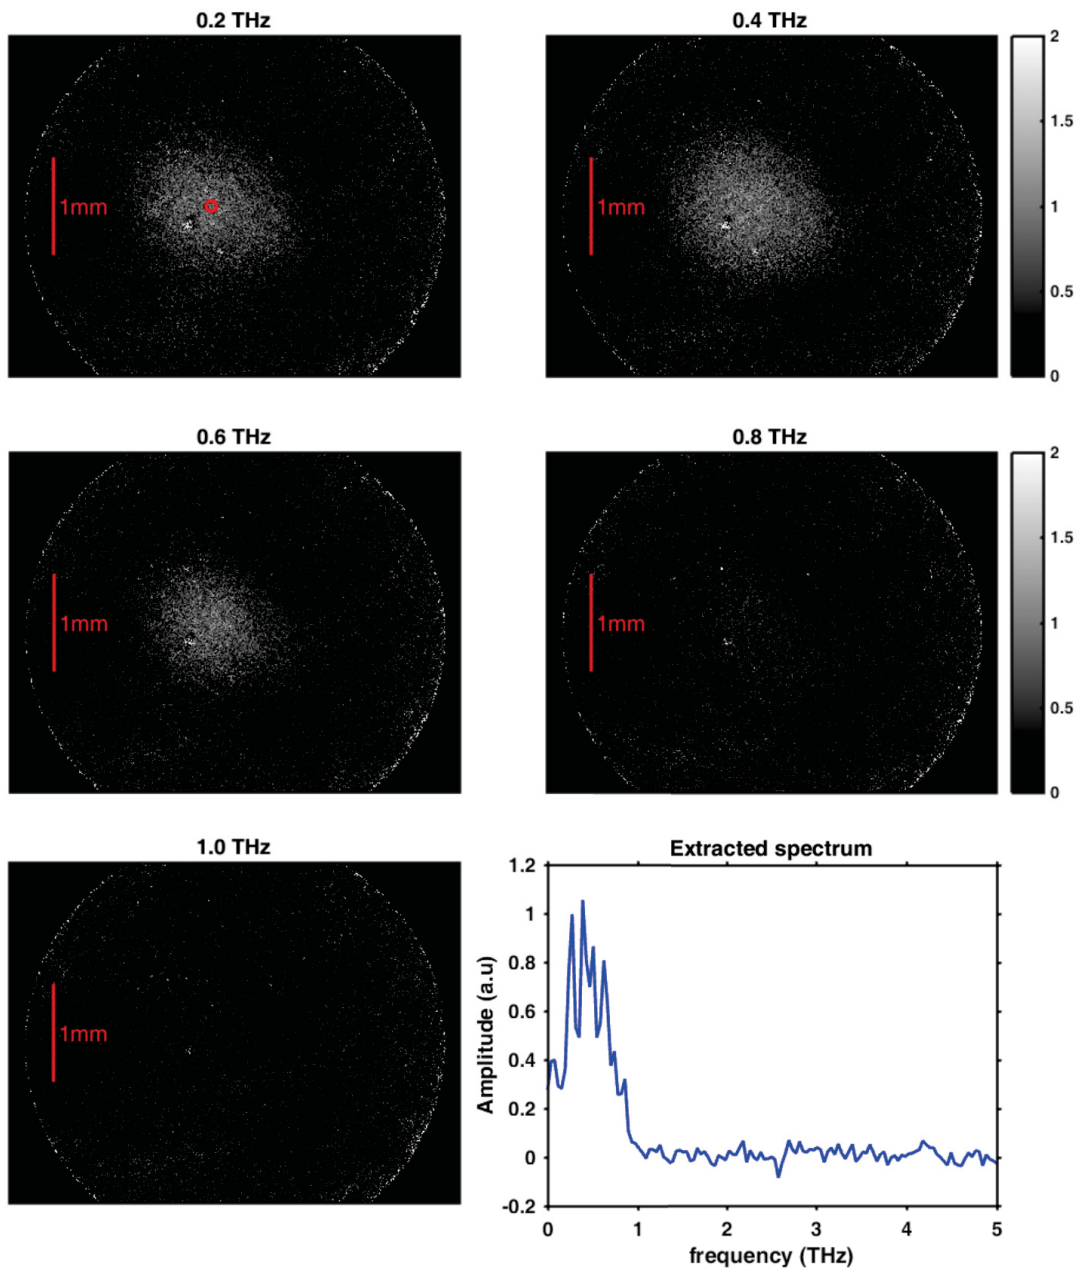 0.2 THz
0.4 THz
1mm
1mm
2
1.5
1
0.5
0
0.6 THz
0.8 THz
1mm
1mm
2
1.5
1
0.5
0
1.0 THz
1mm
Extracted spectrum
1.2
1
0.8
0.6
0.4
0.2
0
-0.2
Amplitude (a.u)
0 1 2 3 4 5
frequency (THz)